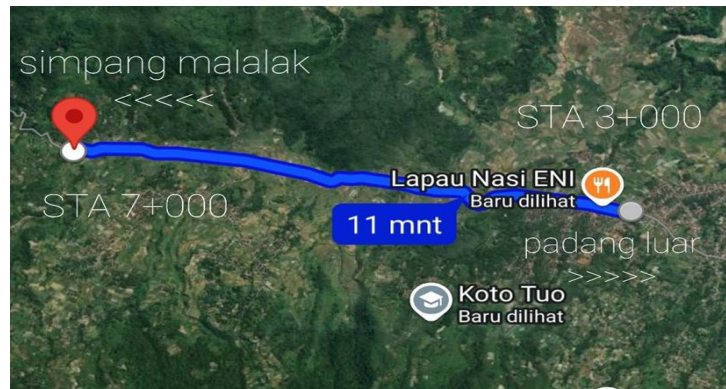 simpang malalak
<<<<<
STA 3+000
Lapau Nasi ENI
Baru dilihat
STA 7+000
11 mnt
padang luar
>>>>>
Koto Tuo
Baru dilihat